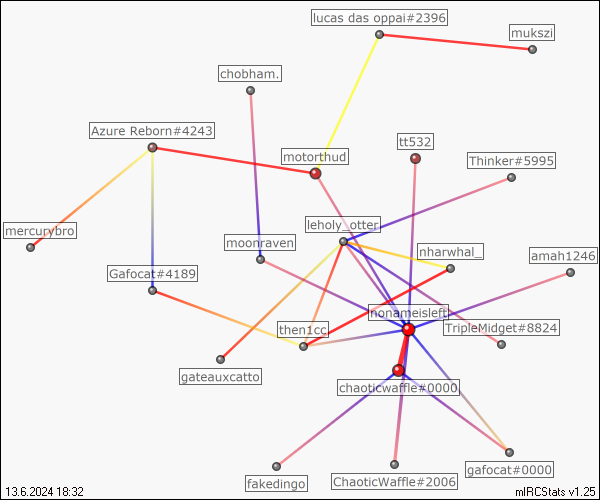 lucas das oppai#2396
mukszi
chobham.
Azure Reborn#4243
tt532
motorthud
Thinker#5995
mercurybro
leholy_otter
moonraven
nharwhal_
amah1246
Gafocat#4189
nonameisleft
then1cc
TripleMidget#8824
gateauxcatto
chaoticwaffle#0000
fakedingo
ChaoticWaffle#2006
gafocat#0000
13.6.2024 18:32
mIRCStats v1.25